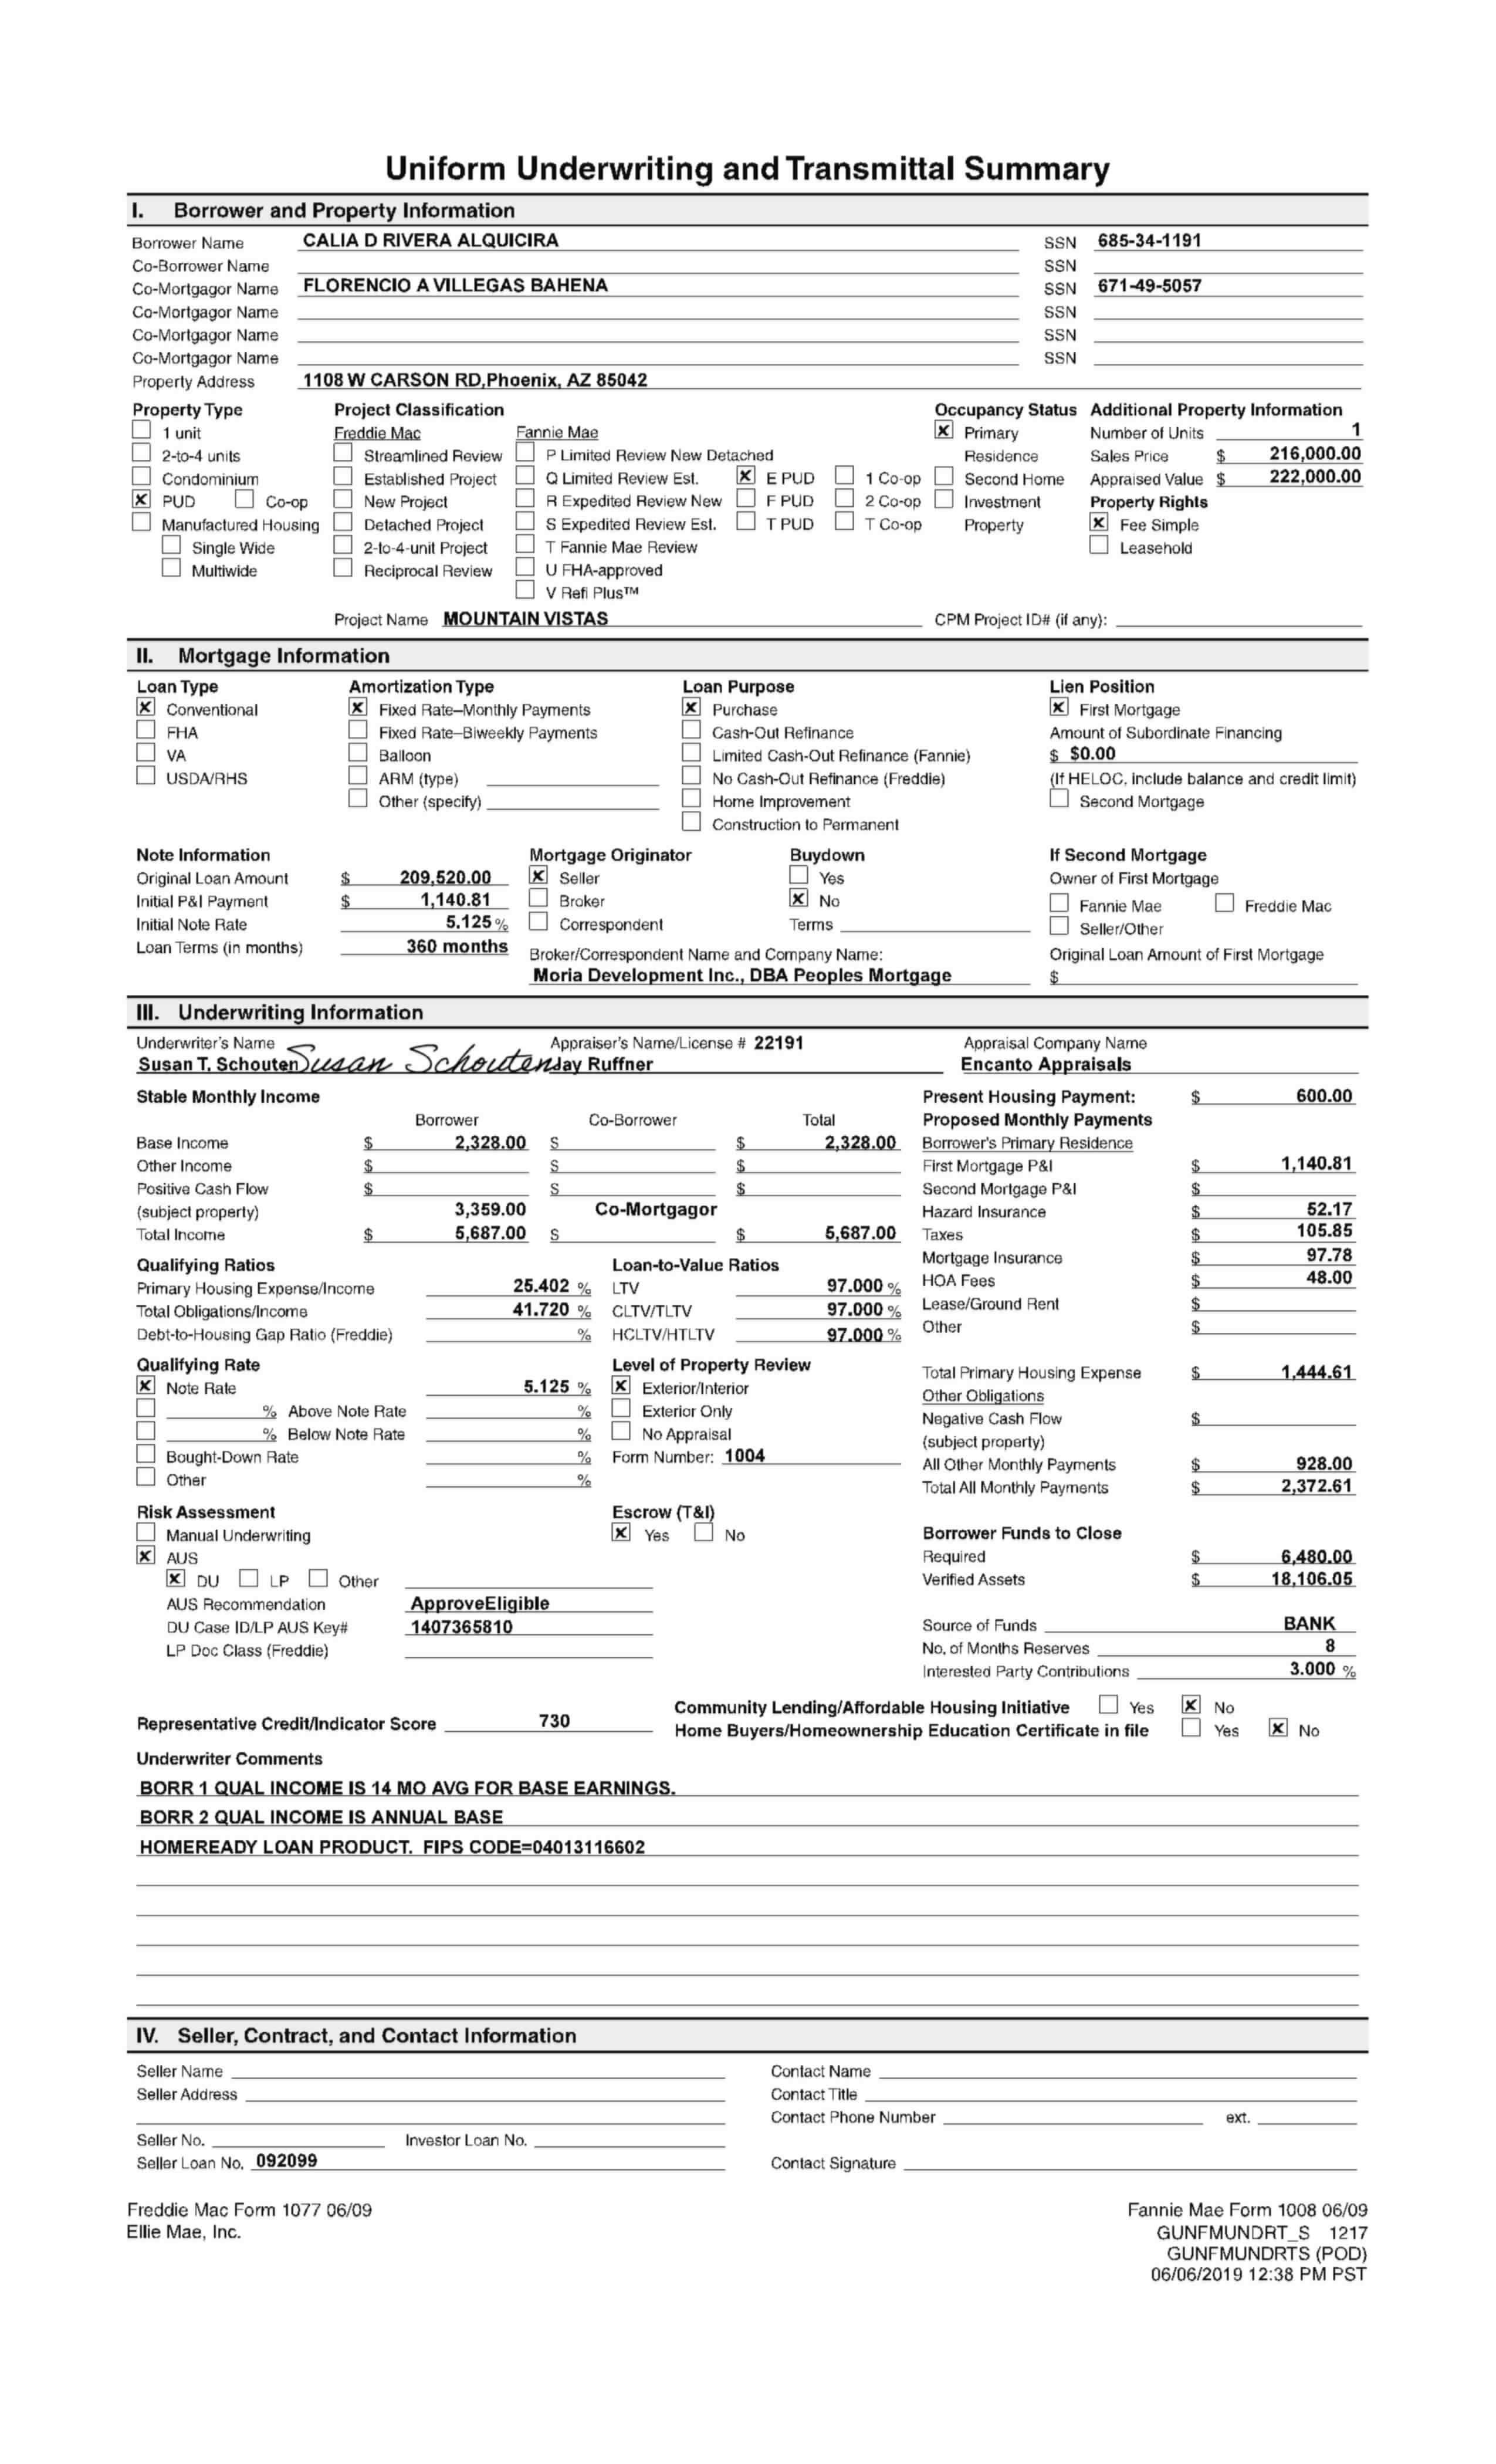 Uniform Underwriting and Transmittal Summary
I. Borrower and Property Information
Borrower Name CALIA D RIVERA ALQUICIRA SSN 685-34-1191
Co-Borrower Name SSN
Co-Mortgagor Name FLORENCIO A VILLEGAS BAHENA SSN 671-49-5057
Co-Mortgagor Name SSN
Co-Mortgagor Name SSN
Co-Mortgagor Name SSN
Property Address 1108 W CARSON RD,Phoenix, AZ 85042
Property Type Project Classification Occupancy Status Additional Property Information
1 unit Freddie Mac Fannie Mae Primary Number of Units 1
2-to-4 units Streamlined Review P Limited Review New Detached Residence Sales Price $ 216,000.00
Condominium Established Project Q Limited Review Est. E PUD 1 Co-op Second Home Appraised Value $ 222,000.00
PUD Co-op New Project R Expedited Review New F PUD 2 Co-op Investment Property Rights
Manufactured Housing Detached Project S Expedited Review Est. T PUD T Co-op Property Fee Simple
Single Wide 2-to-4-unit Project T Fannie Mae Review Leasehold
Multiwide Reciprocal Review U FHA-approved
V Refi Plus™
Project Name MOUNTAIN VISTAS CPM Project ID# (if any):
II. Mortgage Information
Loan Type Amortization Type Loan Purpose Lien Position
Conventional Fixed Rate–Monthly Payments Purchase First Mortgage
FHA Fixed Rate–Biweekly Payments Cash-Out Refinance Amount of Subordinate Financing
VA Balloon Limited Cash-Out Refinance (Fannie) $ $0.00
USDA/RHS ARM (type) No Cash-Out Refinance (Freddie) (If HELOC, include balance and credit limit)
Other (specify) Home Improvement Second Mortgage
Construction to Permanent
Note Information Mortgage Originator Buydown If Second Mortgage
Original Loan Amount $ 209,520.00 Seller Yes Owner of First Mortgage
Initial P&I Payment $ 1,140.81 Broker No Fannie Mae Freddie Mac
Initial Note Rate 5.125 % Correspondent Terms Seller/Other
Loan Terms (in months) 360 months Broker/Correspondent Name and Company Name: Original Loan Amount of First Mortgage
Moria Development Inc., DBA Peoples Mortgage $
III. Underwriting Information
Underwriter's Name Appraiser's Name/License # 22191 Appraisal Company Name
Susan T. Schouten Susan Schouten Jay Ruffner Encanto Appraisals
Stable Monthly Income Present Housing Payment: $ 600.00
Borrower Co-Borrower Total Proposed Monthly Payments
Base Income $ 2,328.00 $ $ 2,328.00 Borrower's Primary Residence
Other Income $ $ $ First Mortgage P&I $ 1,140.81
Positive Cash Flow $ $ $ Second Mortgage P&I $
(subject property) 3,359.00 Co-Mortgagor Hazard Insurance $ 52.17
Total Income $ 5,687.00 $ $ 5,687.00 Taxes $ 105.85
Qualifying Ratios Loan-to-Value Ratios Mortgage Insurance $ 97.78
Primary Housing Expense/Income 25.402 % LTV 97.000 % HOA Fees $ 48.00
Total Obligations/Income 41.720 % CLTV/TLTV 97.000 % Lease/Ground Rent $
Debt-to-Housing Gap Ratio (Freddie) % HCLTV/HTLTV 97.000 % Other $
Qualifying Rate Level of Property Review Total Primary Housing Expense $ 1,444.61
Note Rate 5.125 % Exterior/Interior Other Obligations
% Above Note Rate % Exterior Only Negative Cash Flow $
% Below Note Rate % No Appraisal (subject property)
Bought-Down Rate % Form Number: 1004 All Other Monthly Payments $ 928.00
Other % Total All Monthly Payments $ 2,372.61
Risk Assessment Escrow (T&I)
Manual Underwriting Yes No Borrower Funds to Close
AUS Required $ 6,480.00
DU LP Other Verified Assets $ 18,106.05
AUS Recommendation ApproveEligible
DU Case ID/LP AUS Key# 1407365810 Source of Funds BANK
LP Doc Class (Freddie) No. of Months Reserves 8
Interested Party Contributions 3.000 %
Community Lending/Affordable Housing Initiative Yes No
Representative Credit/Indicator Score 730 Home Buyers/Homeownership Education Certificate in file Yes No
Underwriter Comments
BORR 1 QUAL INCOME IS 14 MO AVG FOR BASE EARNINGS.
BORR 2 QUAL INCOME IS ANNUAL BASE
HOMEREADY LOAN PRODUCT. FIPS CODE=04013116602
IV. Seller, Contract, and Contact Information
Seller Name Contact Name
Seller Address Contact Title
Contact Phone Number ext.
Seller No. Investor Loan No.
Seller Loan No. 092099 Contact Signature
Freddie Mac Form 1077 06/09 Fannie Mae Form 1008 06/09
Ellie Mae, Inc. GUNFMUNDRT_S 1217
GUNFMUNDRTS (POD)
06/06/2019 12:38 PM PST